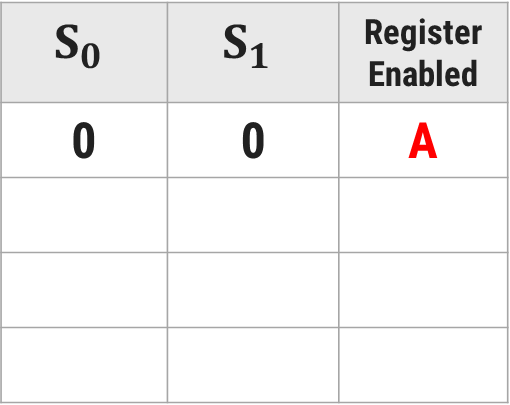 S₀ S₁ Register
Enabled
0 0 A